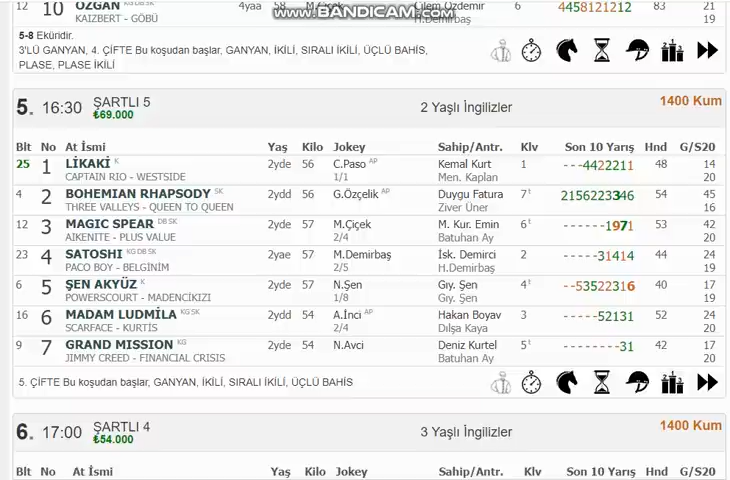 12 10 ÖZGAN KG DB SK 4yaa 58 M.Çiçek Çilem Özdemir 6 4458121212 83 21
KAIZBERT - GÖBÜ H.Demirbaş 19
www.BANDICAM.com
5-8 Eküridir.
3'LÜ GANYAN, 4. ÇİFTE Bu koşudan başlar, GANYAN, İKİLİ, SIRALI İKİLİ, ÜÇLÜ BAHİS,
PLASE, PLASE İKİLİ
5. 16:30 ŞARTLI 5 2 Yaşlı İngilizler 1400 Kum
₺69.000
Blt No At İsmi Yaş Kilo Jokey Sahip/Antr. Klv Son 10 Yarış Hnd G/S20
25 1 LİKAKİ K 2yde 56 C.Paso AP Kemal Kurt 1 ---4422211 48 14
CAPTAIN RIO - WESTSIDE 1/1 Men. Kaplan 20
4 2 BOHEMIAN RHAPSODY SK 2ydd 56 G.Özçelik AP Duygu Fatura 7 t 2156223346 54 45
THREE VALLEYS - QUEEN TO QUEEN Ziver Üner 16
12 3 MAGIC SPEAR DB SK 2yde 57 M.Çiçek M. Kur. Emin 6 t ------1971 53 42
AIKENITE - PLUS VALUE 2/4 Batuhan Ay 20
23 4 SATOSHI KG DB SK 2yde 57 M.Demirbaş İsk. Demirci 2 -----31414 44 24
PACO BOY - BELGİNİM 2/5 H.Demirbaş 19
6 5 ŞEN AKYÜZ K 2yde 57 N.Şen Gıy. Şen 4 t --53522316 40 17
POWERSCOURT - MADENCİKIZI 1/8 Gıy. Şen 19
16 6 MADAM LUDMİLA KG SK 2ydd 54 A.İnci AP Hakan Boyav 3 -----52131 52 24
SCARFACE - KURTİS 2/4 Dılşa Kaya 20
9 7 GRAND MISSION KG 2yde 54 N.Avci Deniz Kurtel 5 t --------31 42 17
JIMMY CREED - FINANCIAL CRISIS Batuhan Ay 20
5. ÇİFTE Bu koşudan başlar, GANYAN, İKİLİ, SIRALI İKİLİ, ÜÇLÜ BAHİS
6. 17:00 ŞARTLI 4 3 Yaşlı İngilizler 1400 Kum
₺54.000
Blt No At İsmi Yaş Kilo Jokey Sahip/Antr. Klv Son 10 Yarış Hnd G/S20